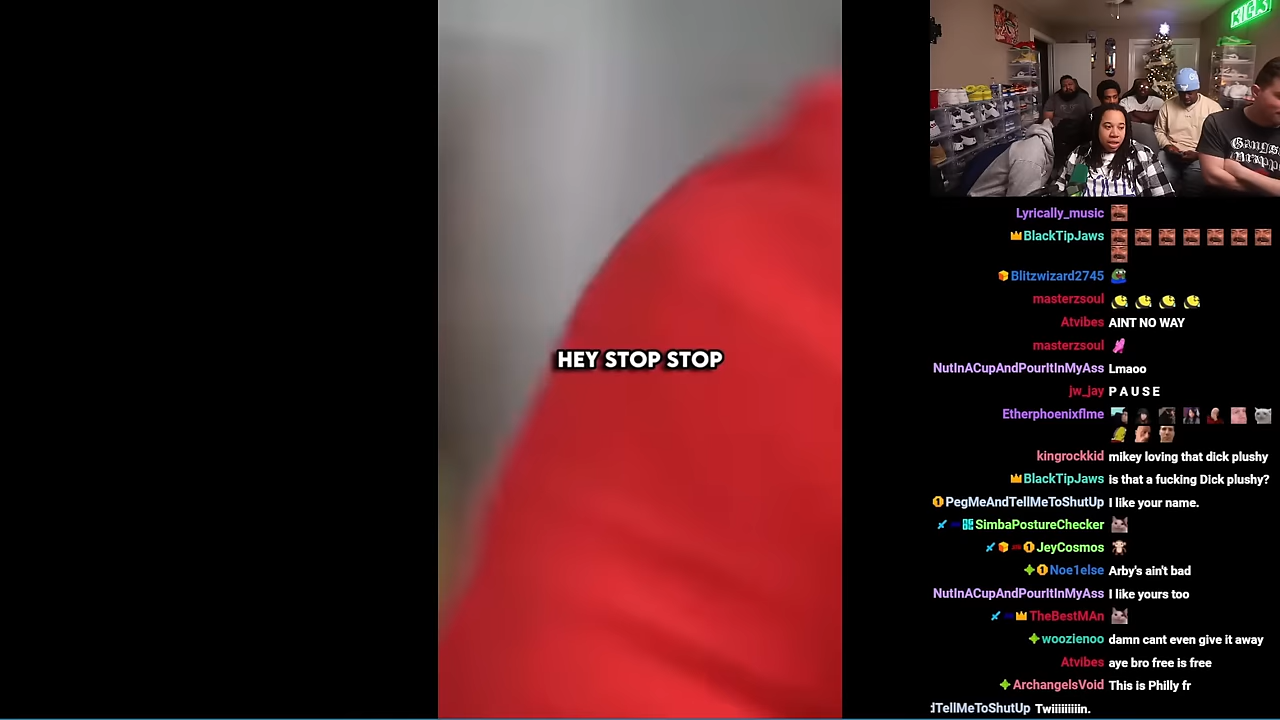 KICK
GANGS
HEY STOP STOP
Lyrically_music
BlackTipJaws
Blitzwizard2745
masterzsoul
Atvibes AINT NO WAY
masterzsoul
NutInACupAndPourItInMyAss Lmaoo
jw_jay P A U S E
Etherphoenixflme
kingrockkid mikey loving that dick plushy
BlackTipJaws is that a fucking Dick plushy?
PegMeAndTellMeToShutUp I like your name.
SimbaPostureChecker
JeyCosmos
Noe1else Arby's ain't bad
NutInACupAndPourItInMyAss I like yours too
TheBestMAn
woozienoo damn cant even give it away
Atvibes aye bro free is free
ArchangelsVoid This is Philly fr
dTellMeToShutUp Twiiiiiiiiin.